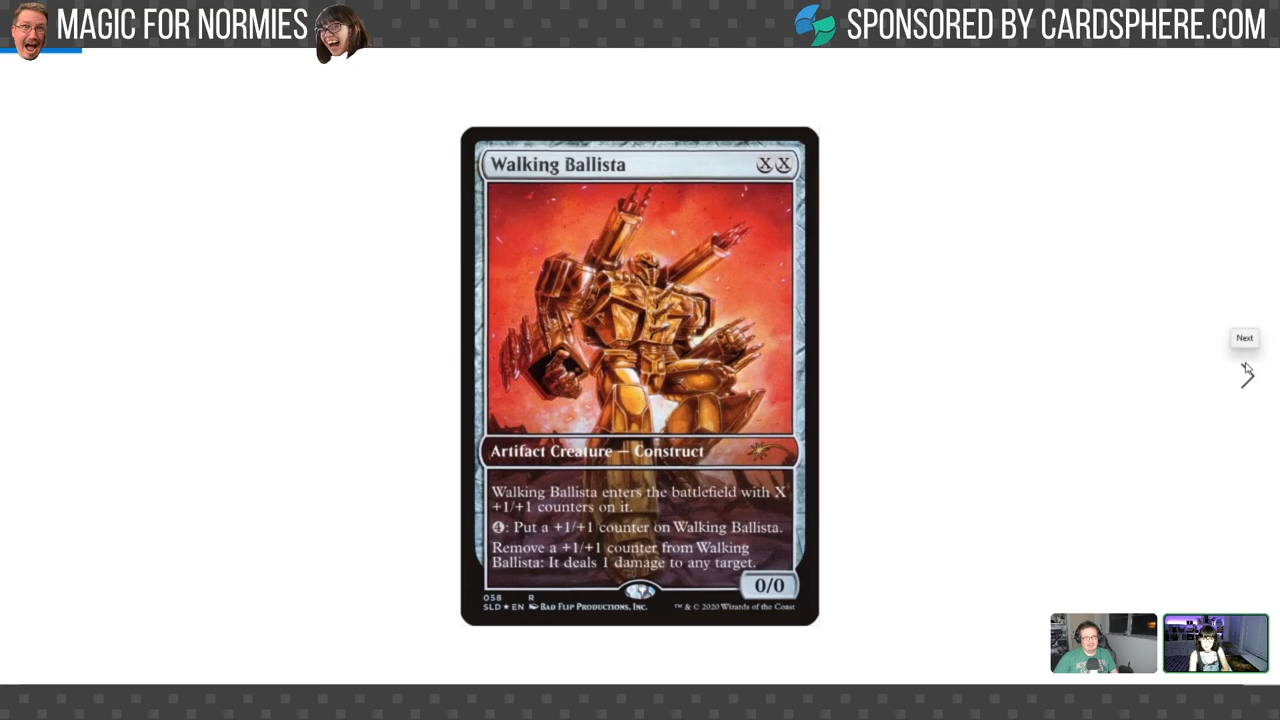 MAGIC FOR NORMIES
SPONSORED BY CARDSPHERE.COM
Walking Ballista XX
Next
Artifact Creature — Construct
Walking Ballista enters the battlefield with X
+1/+1 counters on it.
4: Put a +1/+1 counter on Walking Ballista.
Remove a +1/+1 counter from Walking
Ballista: It deals 1 damage to any target.
0/0
058 R
SLD ★ EN BAD FLIP PRODUCTIONS, INC. ™ & © 2020 Wizards of the Coast